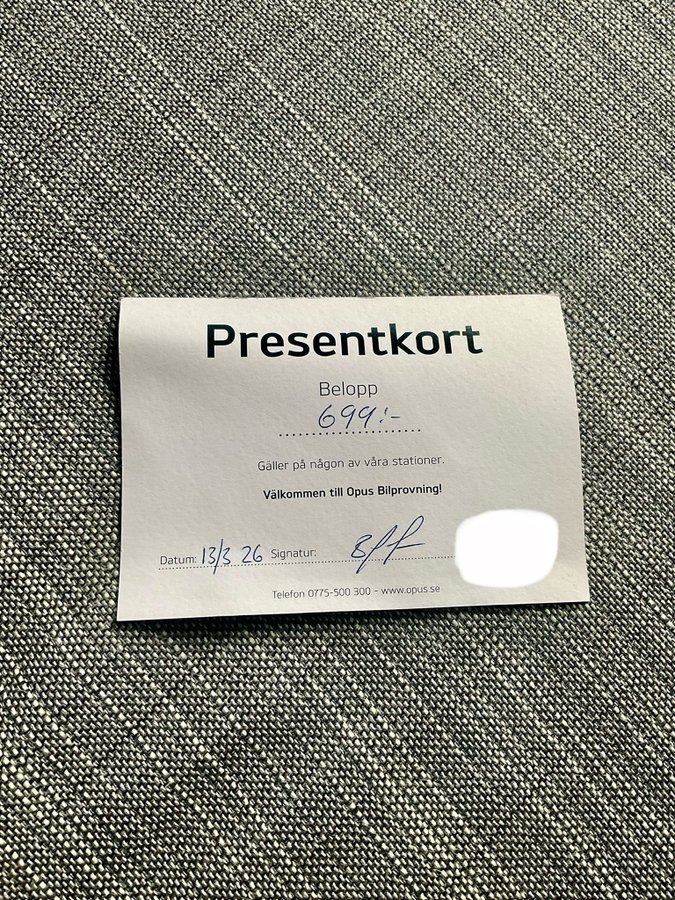 Presentkort
Belopp
699:-
Gäller på någon av våra stationer.
Välkommen till Opus Bilprovning!
Datum: 13/3 26 Signatur:
Telefon 0775-500 300 - www.opus.se